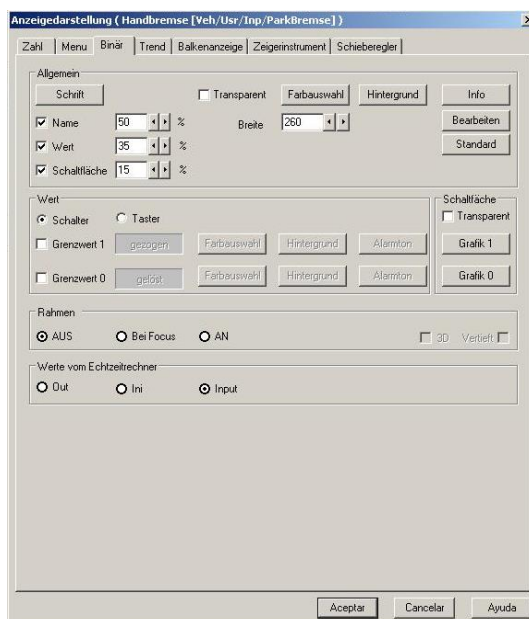 Anzeigedarstellung ( Handbremse [Veh/Usr/Inp/ParkBremse] )
Zahl Menu Binär Trend Balkenanzeige Zeigerinstrument Schieberegler
Allgemein
Schrift Transparent Farbauswahl Hintergrund Info
Name 50 % Breite 260 Bearbeiten
Wert 35 % Standard
Schaltfläche 15 %
Wert Schaltfäche
Schalter Taster Transparent
Grenzwert 1 gezogen Farbauswahl Hintergrund Alarmton Grafik 1
Grenzwert 0 gelöst Farbauswahl Hintergrund Alarmton Grafik 0
Rahmen
AUS Bei Focus AN 3D Vertieft
Werte vom Echtzeitrechner
Out Ini Input
Aceptar Cancelar Ayuda